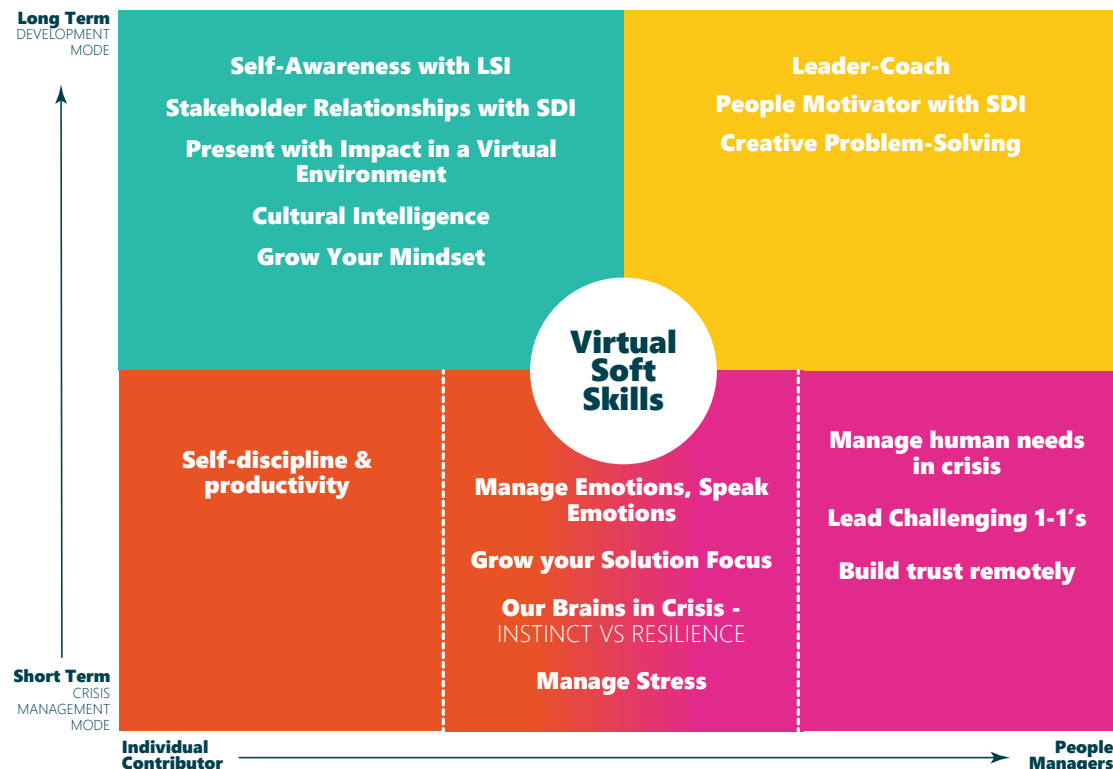 Long Term
DEVELOPMENT
MODE
Self-Awareness with LSI
Stakeholder Relationships with SDI
Present with Impact in a Virtual
Environment
Cultural Intelligence
Grow Your Mindset
Leader-Coach
People Motivator with SDI
Creative Problem-Solving
Virtual
Soft
Skills
Self-discipline &
productivity
Manage Emotions, Speak
Emotions
Grow your Solution Focus
Our Brains in Crisis -
INSTINCT VS RESILIENCE
Manage Stress
Manage human needs
in crisis
Lead Challenging 1-1’s
Build trust remotely
Short Term
CRISIS
MANAGEMENT
MODE
Individual
Contributor
People
Managers